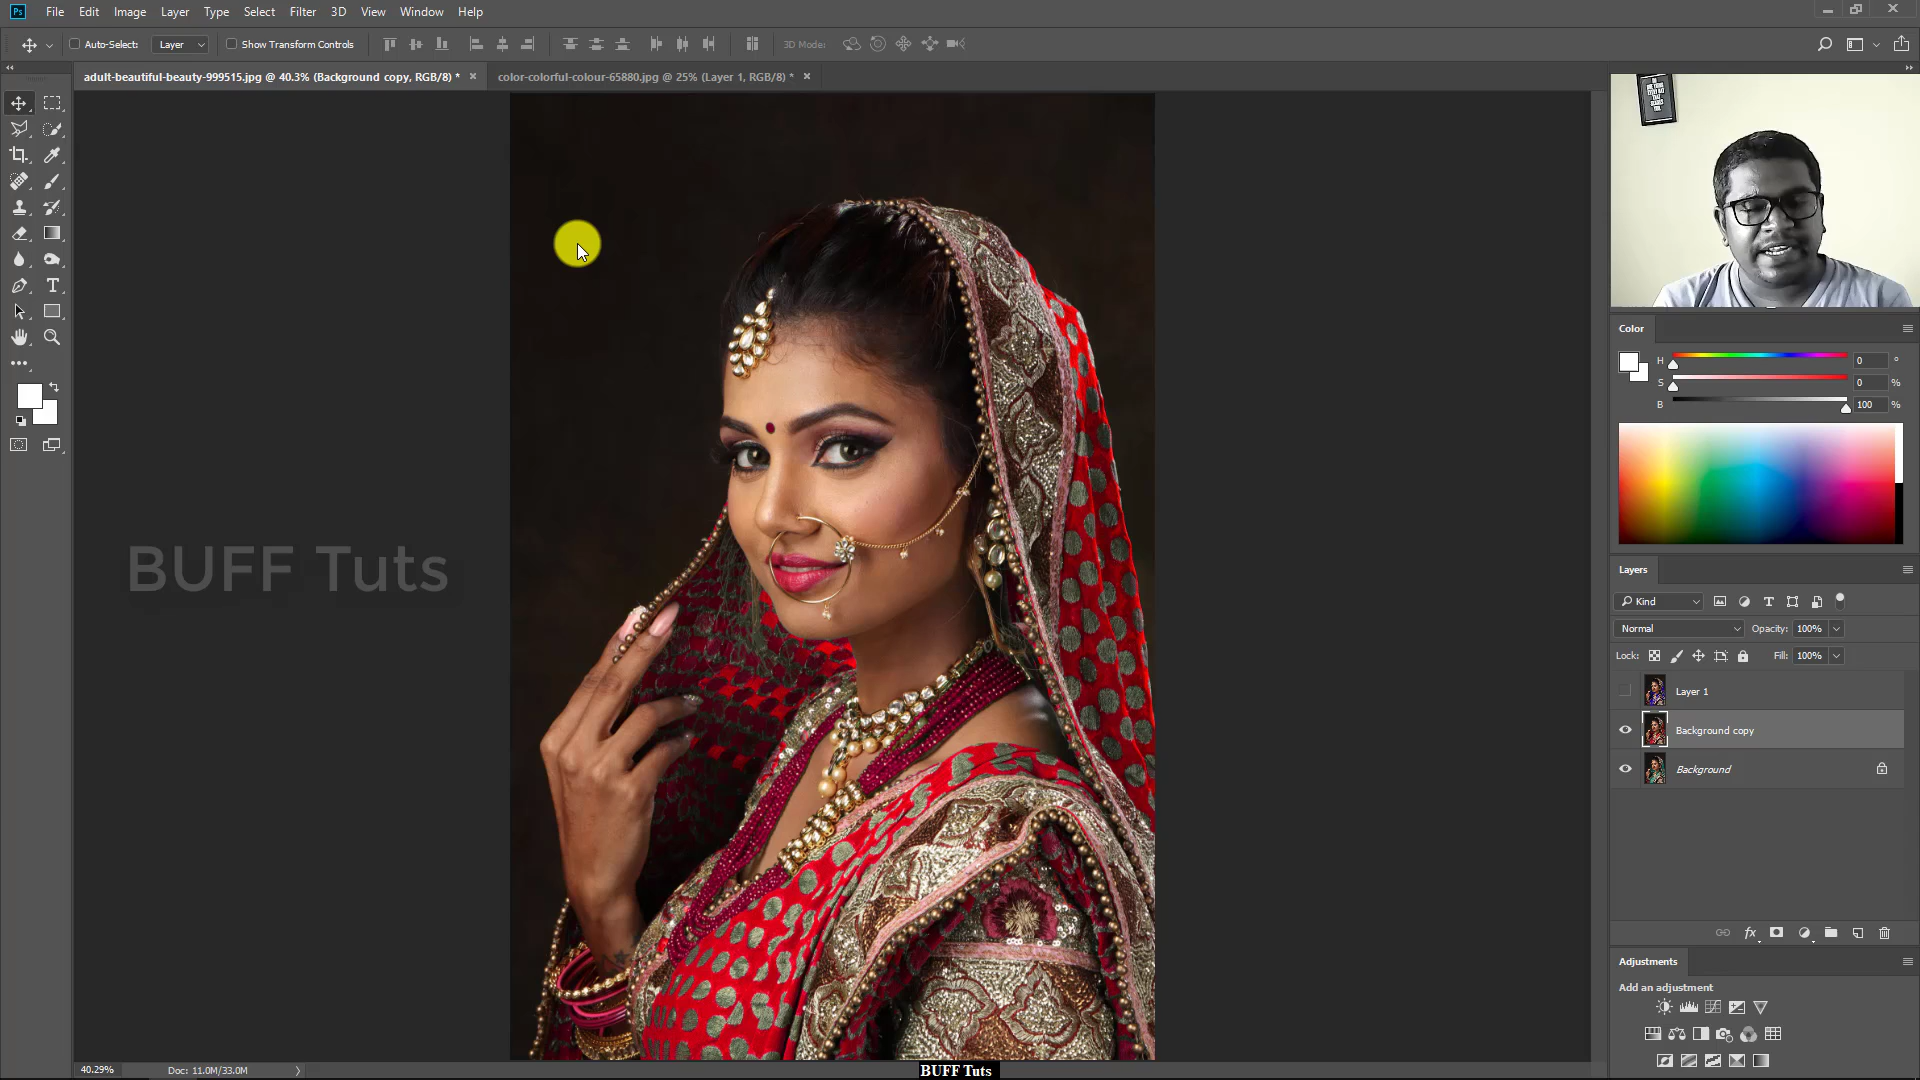 Ps File Edit Image Layer Type Select Filter 3D View Window Help
Auto-Select: Layer Show Transform Controls 3D Mode:
adult-beautiful-beauty-999515.jpg @ 40.3% (Background copy, RGB/8) * × color-colorful-colour-65880.jpg @ 25% (Layer 1, RGB/8) * ×
BUFF Tuts
Color
H 0 °
S 0 %
B 100 %
Layers
Kind
Normal Opacity: 100%
Lock: Fill: 100%
Layer 1
Background copy
Background
fx
Adjustments
Add an adjustment
40.29% Doc: 11.0M/33.0M
BUFF Tuts